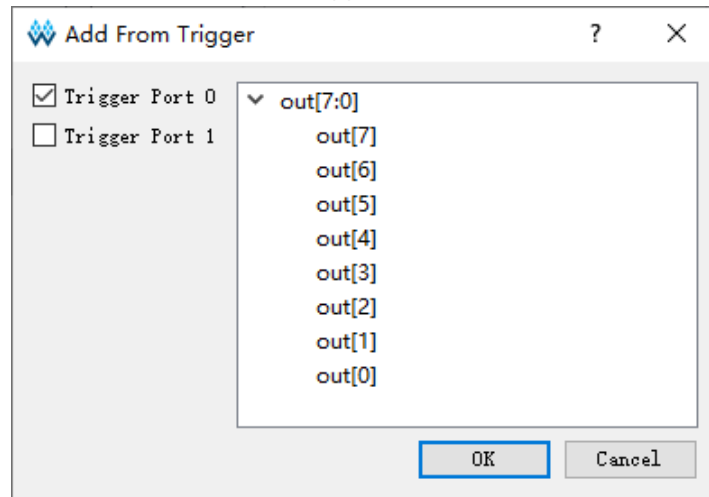 Add From Trigger
?
Trigger Port 0
Trigger Port 1
out[7:0]
out[7]
out[6]
out[5]
out[4]
out[3]
out[2]
out[1]
out[0]
OK
Cancel